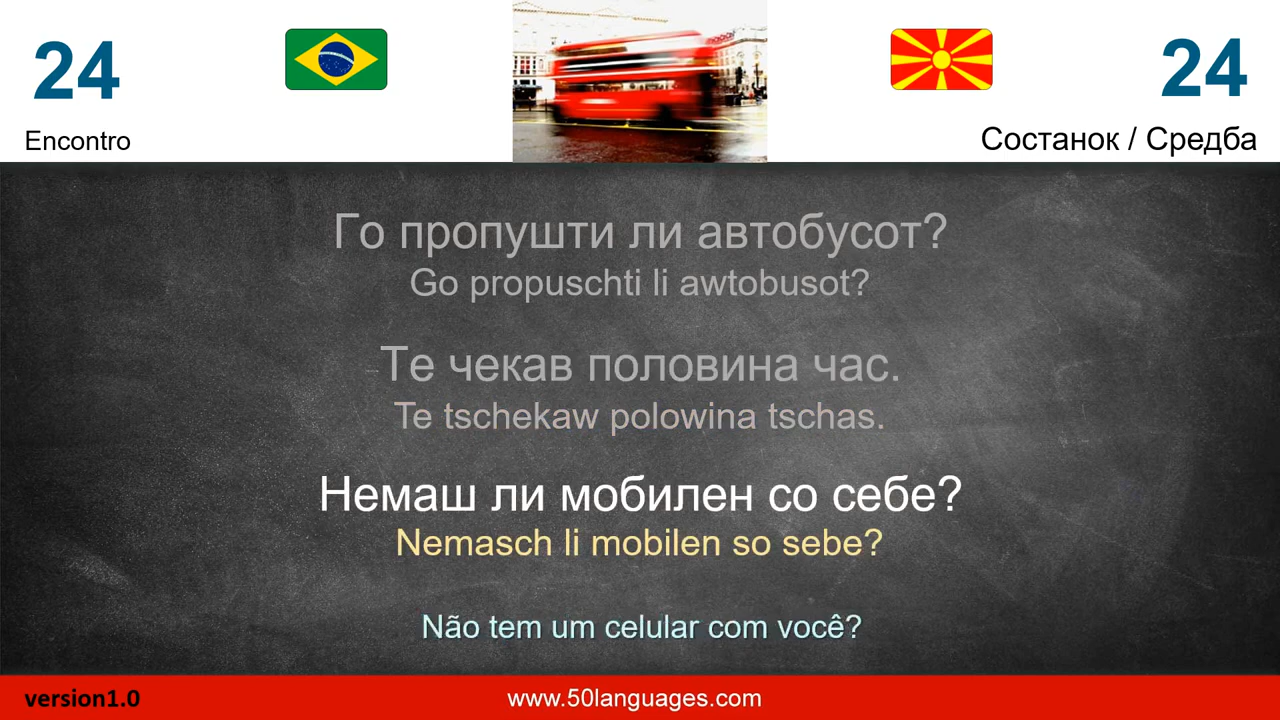 24
24
Encontro
Состанок / Средба
Го пропушти ли автобусот?
Go propuschti li awtobusot?
Те чекав половина час.
Te tschekaw polowina tschas.
Немаш ли мобилен со себе?
Nemasch li mobilen so sebe?
Não tem um celular com você?
version1.0
www.50languages.com